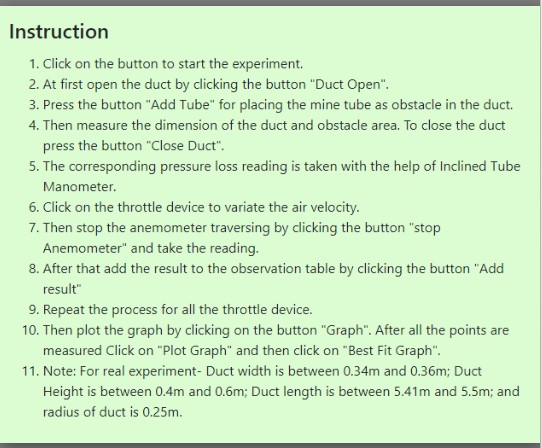 Instruction
1. Click on the button to start the experiment.
2. At first open the duct by clicking the button "Duct Open".
3. Press the button "Add Tube" for placing the mine tube as obstacle in the duct.
4. Then measure the dimension of the duct and obstacle area. To close the duct
press the button "Close Duct".
5. The corresponding pressure loss reading is taken with the help of Inclined Tube
Manometer.
6. Click on the throttle device to variate the air velocity.
7. Then stop the anemometer traversing by clicking the button "stop
Anemometer" and take the reading.
8. After that add the result to the observation table by clicking the button "Add
result"
9. Repeat the process for all the throttle device.
10. Then plot the graph by clicking on the button "Graph". After all the points are
measured Click on "Plot Graph" and then click on "Best Fit Graph".
11. Note: For real experiment- Duct width is between 0.34m and 0.36m; Duct
Height is between 0.4m and 0.6m; Duct length is between 5.41m and 5.5m; and
radius of duct is 0.25m.